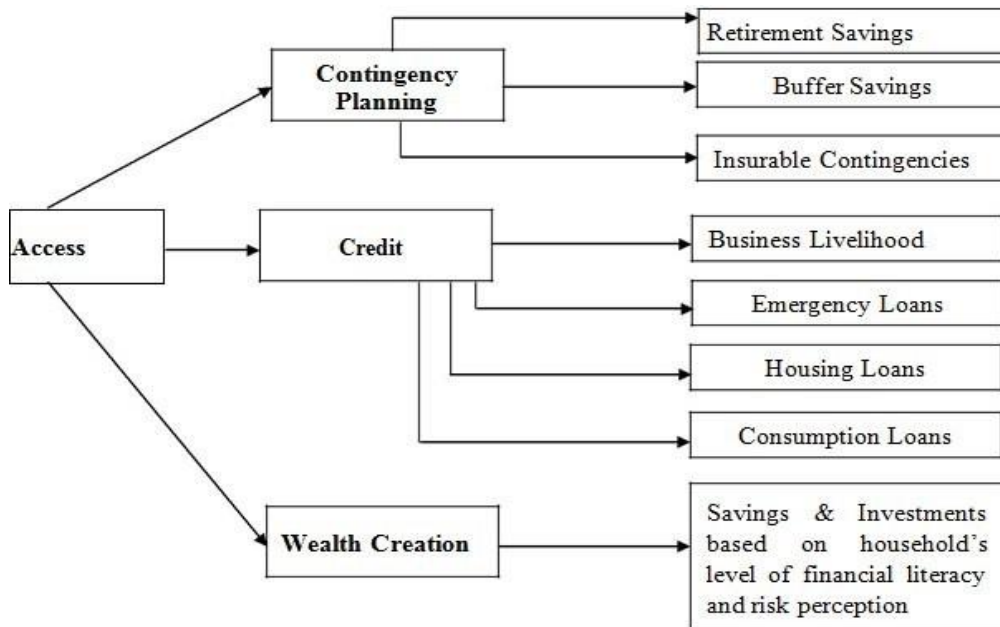 Retirement Savings
Contingency
Planning
Buffer Savings
Insurable Contingencies
Access
Credit
Business Livelihood
Emergency Loans
Housing Loans
Consumption Loans
Wealth Creation
Savings & Investments
based on household's
level of financial literacy
and risk perception